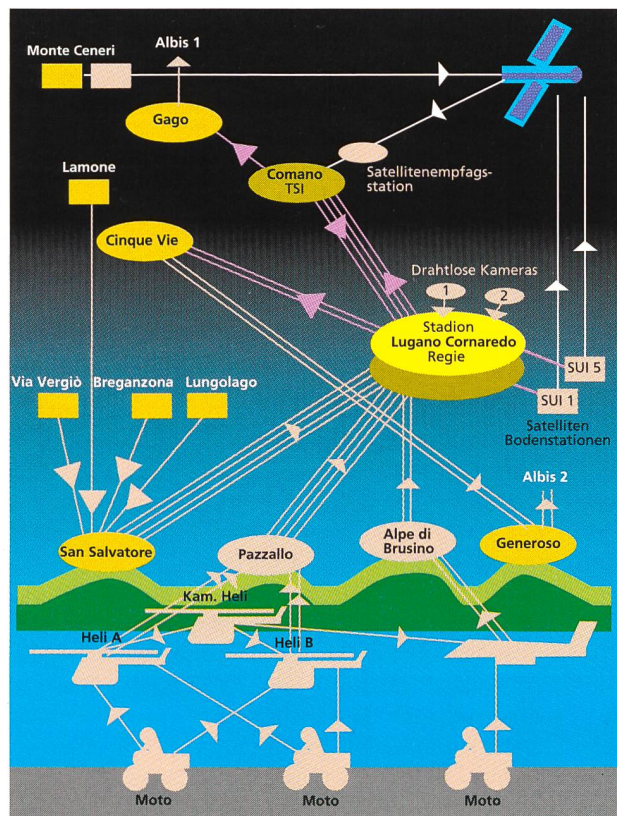 Albis 1
Monte Ceneri
Gago
Lamone
Comano
TSI
Satellitenempfags-
station
Cinque Vie
Drahtlose Kameras
1
2
Stadion
Lugano Cornaredo
Regie
SUI 5
SUI 1
Satelliten
Bodenstationen
Via Vergiò
Breganzona
Lungolago
Albis 2
San Salvatore
Pazzallo
Alpe di
Brusino
Generoso
Kam. Heli
Heli A
Heli B
Moto
Moto
Moto